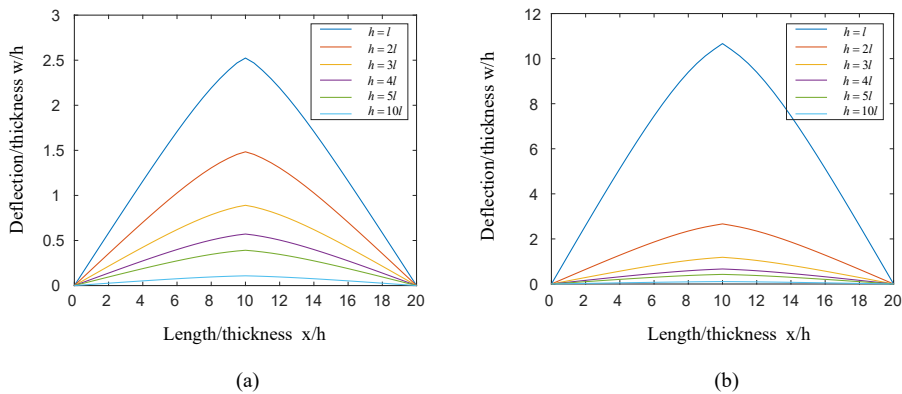 3
2.5
2
1.5
1
0.5
0
0 2 4 6 8 10 12 14 16 18 20
Deflection/thickness w/h
Length/thickness x/h
h = l
h = 2l
h = 3l
h = 4l
h = 5l
h = 10l
(a)
12
10
8
6
4
2
0
0 2 4 6 8 10 12 14 16 18 20
Deflection/thickness w/h
Length/thickness x/h
h = l
h = 2l
h = 3l
h = 4l
h = 5l
h = 10l
(b)